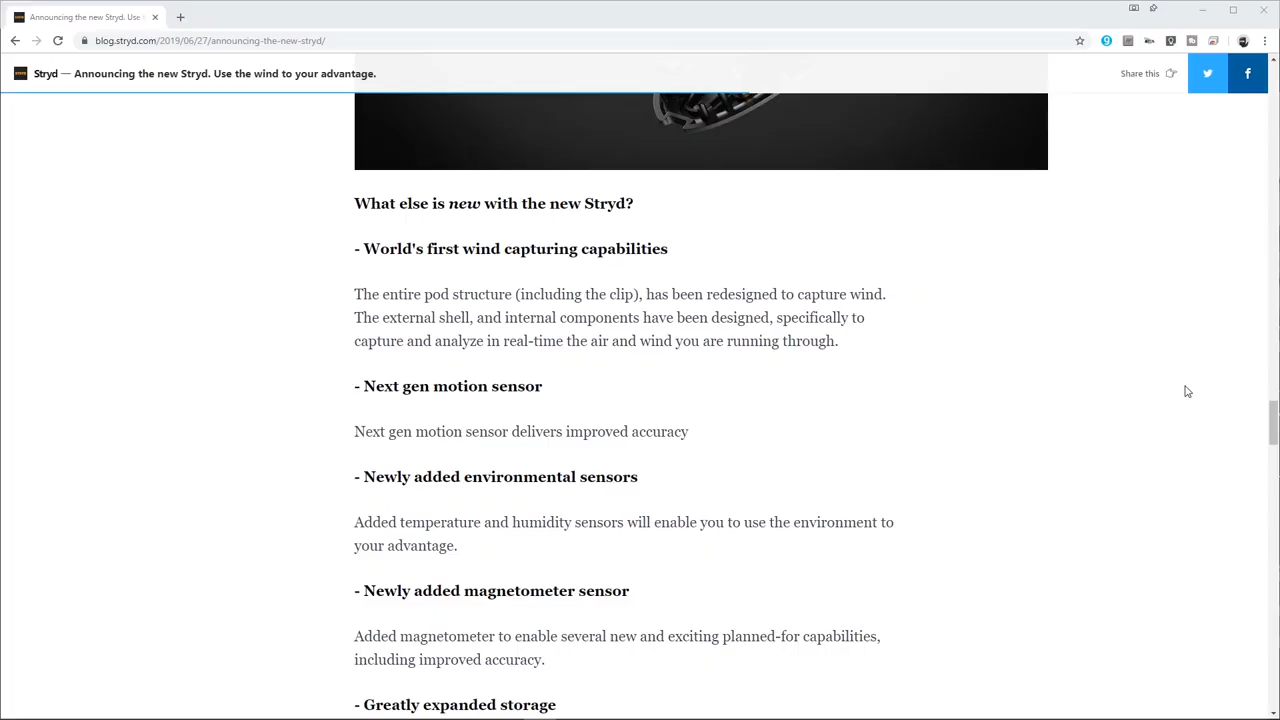 Announcing the new Stryd. Use t
blog.stryd.com/2019/06/27/announcing-the-new-stryd/
Stryd — Announcing the new Stryd. Use the wind to your advantage.
Share this
What else is new with the new Stryd?
- World's first wind capturing capabilities
The entire pod structure (including the clip), has been redesigned to capture wind.
The external shell, and internal components have been designed, specifically to
capture and analyze in real-time the air and wind you are running through.
- Next gen motion sensor
Next gen motion sensor delivers improved accuracy
- Newly added environmental sensors
Added temperature and humidity sensors will enable you to use the environment to
your advantage.
- Newly added magnetometer sensor
Added magnetometer to enable several new and exciting planned-for capabilities,
including improved accuracy.
- Greatly expanded storage